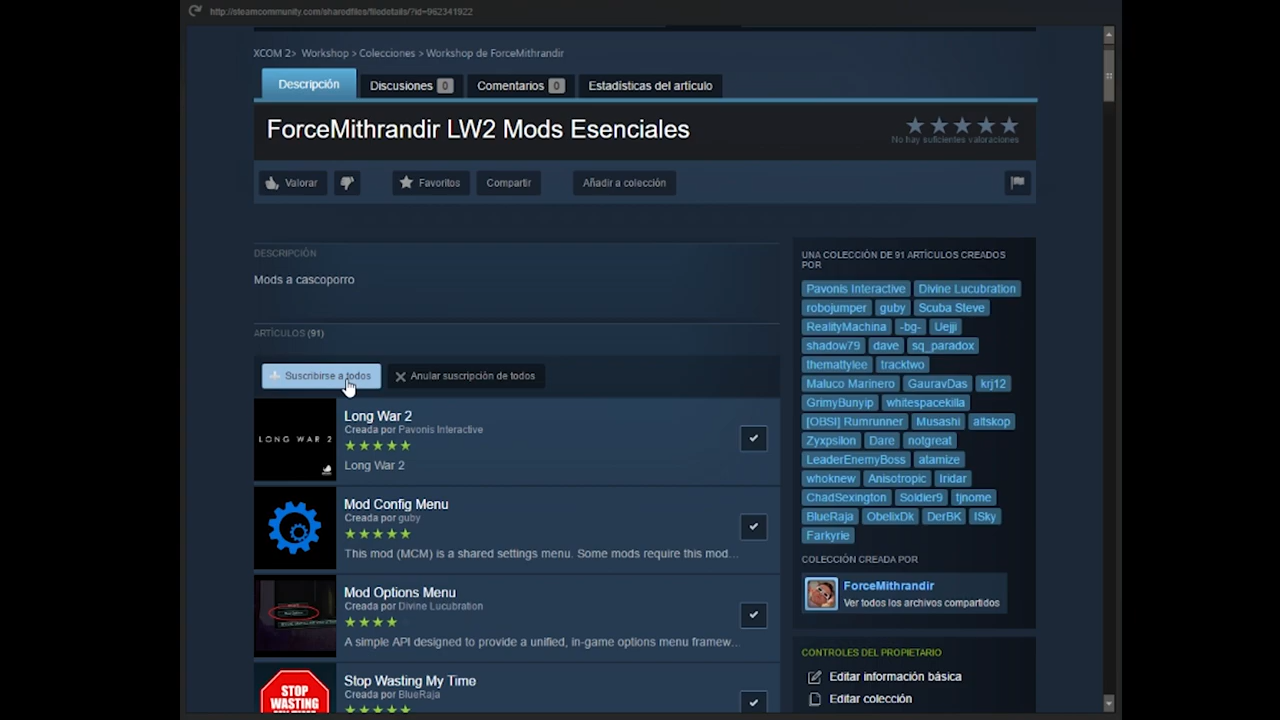 http://steamcommunity.com/sharedfiles/filedetails/?id=962341922
XCOM 2> Workshop > Colecciones > Workshop de ForceMithrandir
Descripción
Discusiones 0
Comentarios 0
Estadísticas del artículo
ForceMithrandir LW2 Mods Esenciales
No hay suficientes valoraciones
Valorar
Favoritos
Compartir
Añadir a colección
DESCRIPCIÓN
Mods a cascoporro
ARTÍCULOS (91)
Suscribirse a todos
Anular suscripción de todos
LONG WAR 2
Long War 2
Creada por Pavonis Interactive
Long War 2
Mod Config Menu
Creada por guby
This mod (MCM) is a shared settings menu. Some mods require this mod...
Mod Options Menu
Creada por Divine Lucubration
A simple API designed to provide a unified, in-game options menu framew...
STOP
WASTING
Stop Wasting My Time
Creada por BlueRaja
UNA COLECCIÓN DE 91 ARTÍCULOS CREADOS
POR
Pavonis Interactive Divine Lucubration
robojumper guby Scuba Steve
RealityMachina -bg- Uejji
shadow79 dave sq_paradox
themattylee tracktwo
Maluco Marinero GauravDas krj12
GrimyBunyip whitespacekilla
[OBSI] Rumrunner Musashi altskop
Zyxpsilon Dare notgreat
LeaderEnemyBoss atamize
whoknew Anisotropic Iridar
ChadSexington Soldier9 tjnome
BlueRaja ObelixDk DerBK ISky
Farkyrie
COLECCIÓN CREADA POR
ForceMithrandir
Ver todos los archivos compartidos
CONTROLES DEL PROPIETARIO
Editar información básica
Editar colección